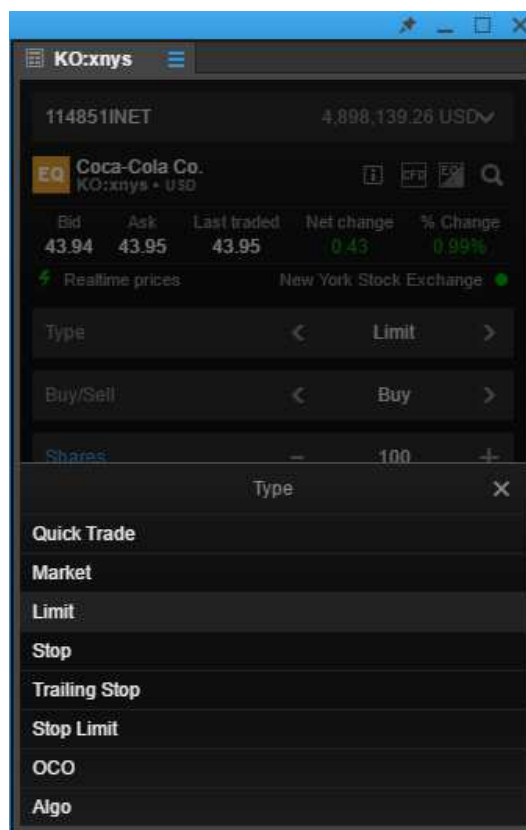 KO:xnys
114851INET 4,898,139.26 USD
EQ Coca-Cola Co.
KO:xnys • USD
CFD
Bid Ask Last traded Net change % Change
43.94 43.95 43.95 0.43 0.99%
Realtime prices New York Stock Exchange
Type Limit
Buy/Sell Buy
Shares 100
Type
Quick Trade
Market
Limit
Stop
Trailing Stop
Stop Limit
OCO
Algo